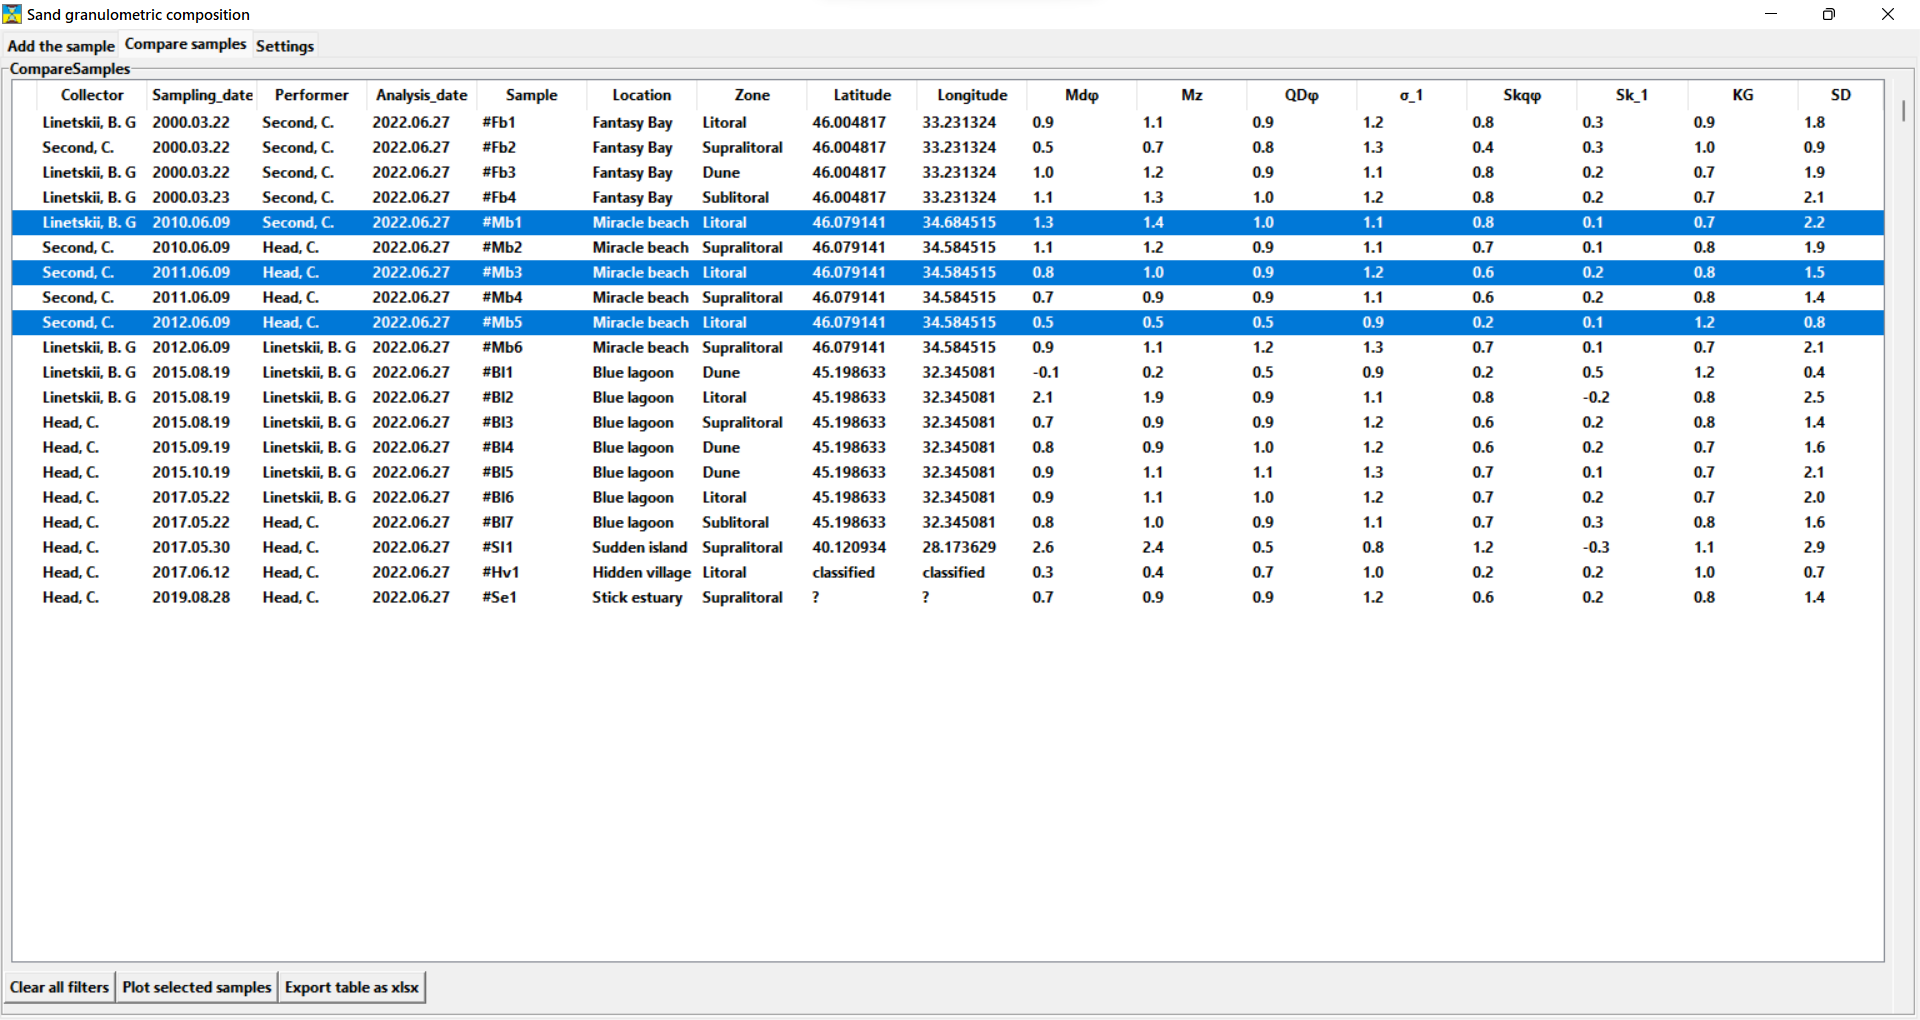 Sand granulometric composition
Add the sample Compare samples Settings
CompareSamples
Collector Sampling_date Performer Analysis_date Sample Location Zone Latitude Longitude Mdφ Mz QDφ σ_1 Skqφ Sk_1 KG SD
Linetskii, B. G 2000.03.22 Second, C. 2022.06.27 #Fb1 Fantasy Bay Litoral 46.004817 33.231324 0.9 1.1 0.9 1.2 0.8 0.3 0.9 1.8
Second, C. 2000.03.22 Second, C. 2022.06.27 #Fb2 Fantasy Bay Supralitoral 46.004817 33.231324 0.5 0.7 0.8 1.3 0.4 0.3 1.0 0.9
Linetskii, B. G 2000.03.22 Second, C. 2022.06.27 #Fb3 Fantasy Bay Dune 46.004817 33.231324 1.0 1.2 0.9 1.1 0.8 0.2 0.7 1.9
Linetskii, B. G 2000.03.23 Second, C. 2022.06.27 #Fb4 Fantasy Bay Sublitoral 46.004817 33.231324 1.1 1.3 1.0 1.2 0.8 0.2 0.7 2.1
Linetskii, B. G 2010.06.09 Second, C. 2022.06.27 #Mb1 Miracle beach Litoral 46.079141 34.684515 1.3 1.4 1.0 1.1 0.8 0.1 0.7 2.2
Second, C. 2010.06.09 Head, C. 2022.06.27 #Mb2 Miracle beach Supralitoral 46.079141 34.584515 1.1 1.2 0.9 1.1 0.7 0.1 0.8 1.9
Second, C. 2011.06.09 Head, C. 2022.06.27 #Mb3 Miracle beach Litoral 46.079141 34.584515 0.8 1.0 0.9 1.2 0.6 0.2 0.8 1.5
Second, C. 2011.06.09 Head, C. 2022.06.27 #Mb4 Miracle beach Supralitoral 46.079141 34.584515 0.7 0.9 0.9 1.1 0.6 0.2 0.8 1.4
Second, C. 2012.06.09 Head, C. 2022.06.27 #Mb5 Miracle beach Litoral 46.079141 34.584515 0.5 0.5 0.5 0.9 0.2 0.1 1.2 0.8
Linetskii, B. G 2012.06.09 Linetskii, B. G 2022.06.27 #Mb6 Miracle beach Supralitoral 46.079141 34.584515 0.9 1.1 1.2 1.3 0.7 0.1 0.7 2.1
Linetskii, B. G 2015.08.19 Linetskii, B. G 2022.06.27 #Bl1 Blue lagoon Dune 45.198633 32.345081 -0.1 0.2 0.5 0.9 0.2 0.5 1.2 0.4
Linetskii, B. G 2015.08.19 Linetskii, B. G 2022.06.27 #Bl2 Blue lagoon Litoral 45.198633 32.345081 2.1 1.9 0.9 1.1 0.8 -0.2 0.8 2.5
Head, C. 2015.08.19 Linetskii, B. G 2022.06.27 #Bl3 Blue lagoon Supralitoral 45.198633 32.345081 0.7 0.9 0.9 1.2 0.6 0.2 0.8 1.4
Head, C. 2015.09.19 Linetskii, B. G 2022.06.27 #Bl4 Blue lagoon Dune 45.198633 32.345081 0.8 0.9 1.0 1.2 0.6 0.2 0.7 1.6
Head, C. 2015.10.19 Linetskii, B. G 2022.06.27 #Bl5 Blue lagoon Dune 45.198633 32.345081 0.9 1.1 1.1 1.3 0.7 0.1 0.7 2.1
Head, C. 2017.05.22 Linetskii, B. G 2022.06.27 #Bl6 Blue lagoon Litoral 45.198633 32.345081 0.9 1.1 1.0 1.2 0.7 0.2 0.7 2.0
Head, C. 2017.05.22 Head, C. 2022.06.27 #Bl7 Blue lagoon Sublitoral 45.198633 32.345081 0.8 1.0 0.9 1.1 0.7 0.3 0.8 1.6
Head, C. 2017.05.30 Head, C. 2022.06.27 #SI1 Sudden island Supralitoral 40.120934 28.173629 2.6 2.4 0.5 0.8 1.2 -0.3 1.1 2.9
Head, C. 2017.06.12 Head, C. 2022.06.27 #Hv1 Hidden village Litoral classified classified 0.3 0.4 0.7 1.0 0.2 0.2 1.0 0.7
Head, C. 2019.08.28 Head, C. 2022.06.27 #Se1 Stick estuary Supralitoral ? ? 0.7 0.9 0.9 1.2 0.6 0.2 0.8 1.4
Clear all filters Plot selected samples Export table as xlsx